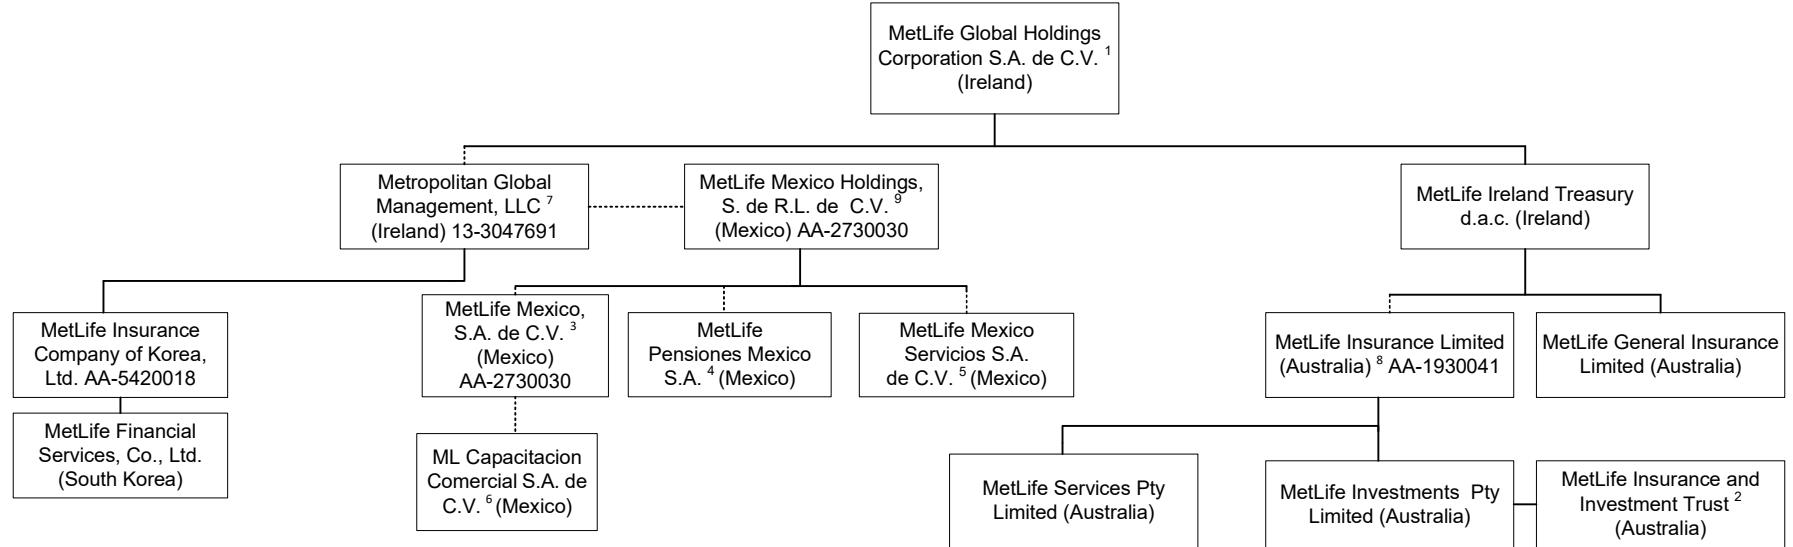 MetLife Global Holdings
Corporation S.A. de C.V. 1
(Ireland)
Metropolitan Global
Management, LLC 7
(Ireland) 13-3047691
MetLife Mexico Holdings,
S. de R.L. de C.V. 9
(Mexico) AA-2730030
MetLife Ireland Treasury
d.a.c. (Ireland)
MetLife Insurance
Company of Korea,
Ltd. AA-5420018
MetLife Mexico,
S.A. de C.V. 3
(Mexico)
AA-2730030
MetLife
Pensiones Mexico
S.A. 4 (Mexico)
MetLife Mexico
Servicios S.A.
de C.V. 5 (Mexico)
MetLife Insurance Limited
(Australia) 8 AA-1930041
MetLife General Insurance
Limited (Australia)
MetLife Financial
Services, Co., Ltd.
(South Korea)
ML Capacitacion
Comercial S.A. de
C.V. 6 (Mexico)
MetLife Services Pty
Limited (Australia)
MetLife Investments Pty
Limited (Australia)
MetLife Insurance and
Investment Trust 2
(Australia)